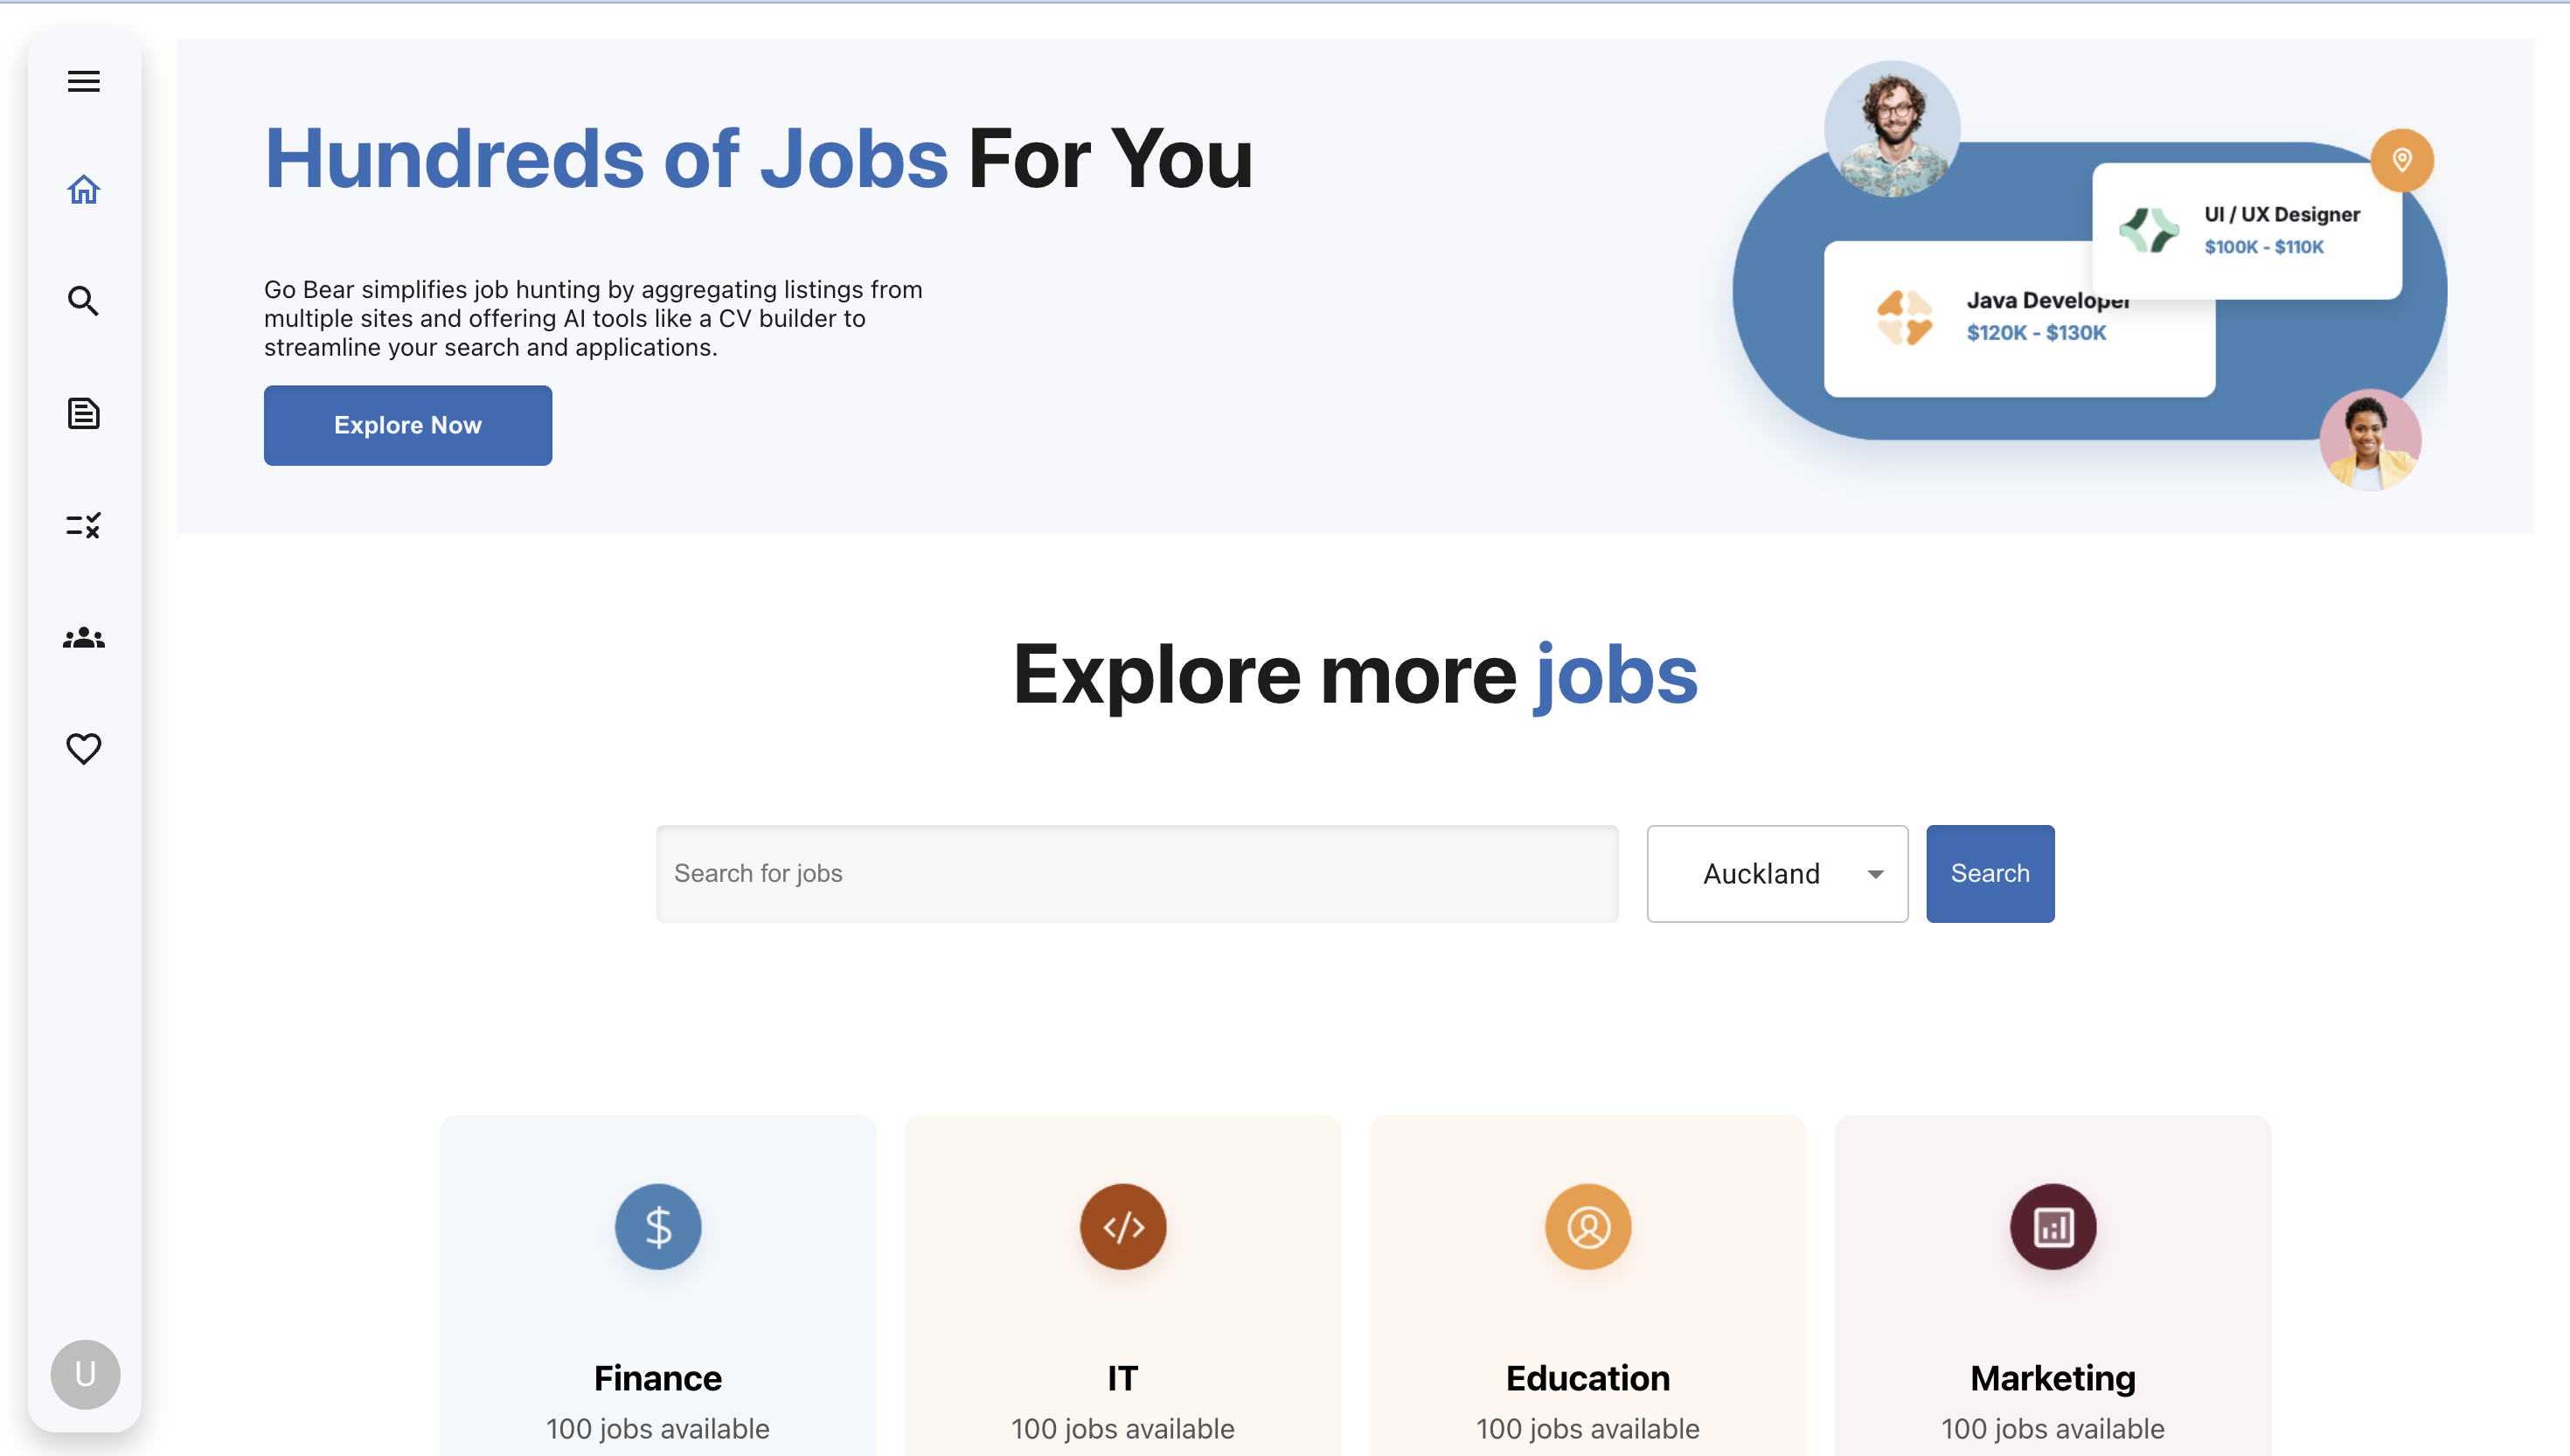 Hundreds of Jobs For You
Go Bear simplifies job hunting by aggregating listings from
multiple sites and offering AI tools like a CV builder to
streamline your search and applications.
Explore Now
UI / UX Designer
$100K - $110K
Java Developer
$120K - $130K
Explore more jobs
Search for jobs
Auckland
Search
Finance
100 jobs available
IT
100 jobs available
Education
100 jobs available
Marketing
100 jobs available
U